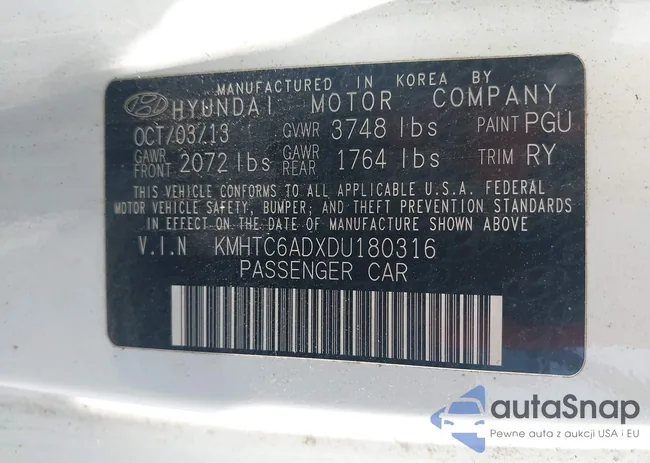 MANUFACTURED IN KOREA BY
HYUNDAI MOTOR COMPANY
OCT/03/13 GVWR 3748 lbs PAINT PGU
GAWR FRONT 2072 lbs GAWR REAR 1764 lbs TRIM RY
THIS VEHICLE CONFORMS TO ALL APPLICABLE U.S.A. FEDERAL
MOTOR VEHICLE SAFETY, BUMPER; AND THEFT PREVENTION STANDARDS
IN EFFECT ON THE DATE OF MANUFACTURE SHOWN ABOVE
V.I.N KMHTC6ADXDU180316
PASSENGER CAR
autaSnap
Pewne auta z aukcji USA i EU